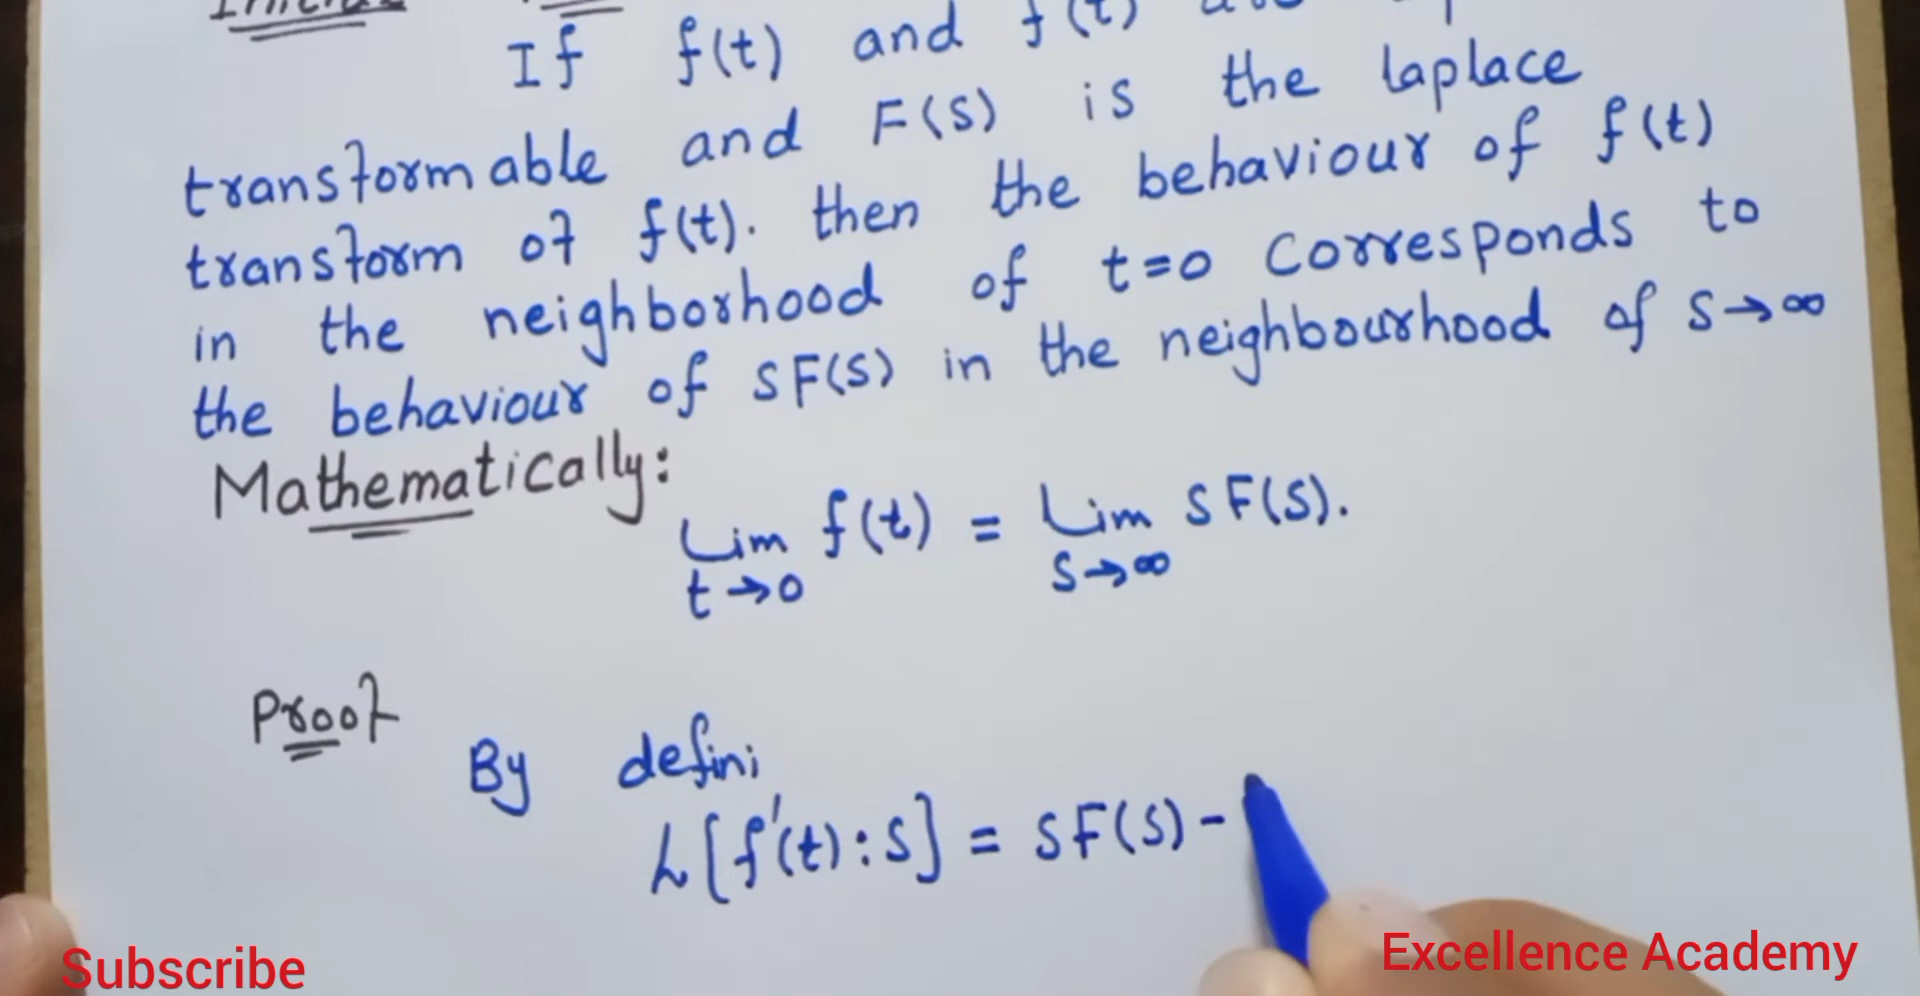 If f(t) and f'(t) are
transformable and F(s) is the laplace
transform of f(t). then the behaviour of f(t)
in the neighborhood of t=0 corresponds to
the behaviour of SF(S) in the neighbourhood of S→∞
Mathematically:
Lim f(t) = Lim SF(S).
t→0 S→∞
Proof
By defini
L[f'(t):S] = SF(S) -
Subscribe
Excellence Academy